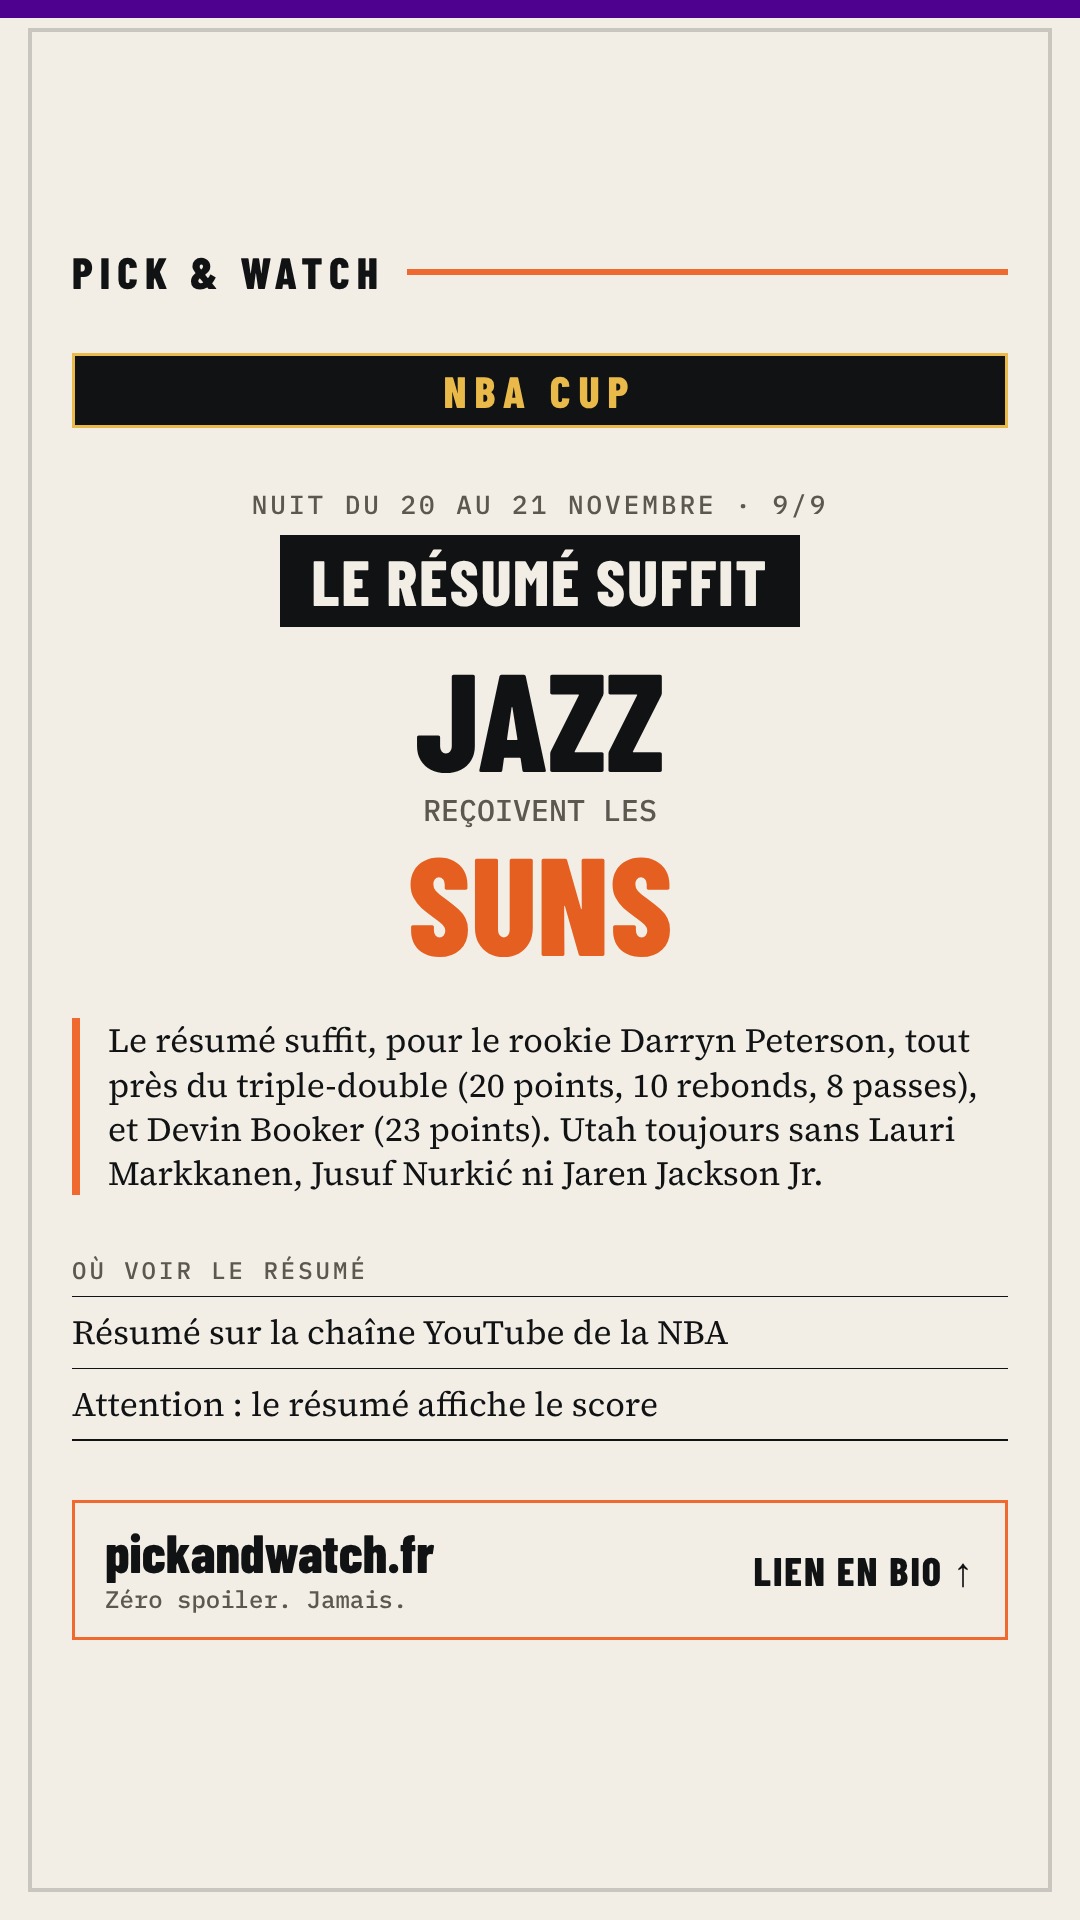 PICK & WATCH
NBA CUP
NUIT DU 20 AU 21 NOVEMBRE · 9/9
LE RÉSUMÉ SUFFIT
JAZZ
REÇOIVENT LES
SUNS
Le résumé suffit, pour le rookie Darryn Peterson, tout
près du triple-double (20 points, 10 rebonds, 8 passes),
et Devin Booker (23 points). Utah toujours sans Lauri
Markkanen, Jusuf Nurkić ni Jaren Jackson Jr.
OÙ VOIR LE RÉSUMÉ
Résumé sur la chaîne YouTube de la NBA
Attention : le résumé affiche le score
pickandwatch.fr
Zéro spoiler. Jamais.
LIEN EN BIO ↑